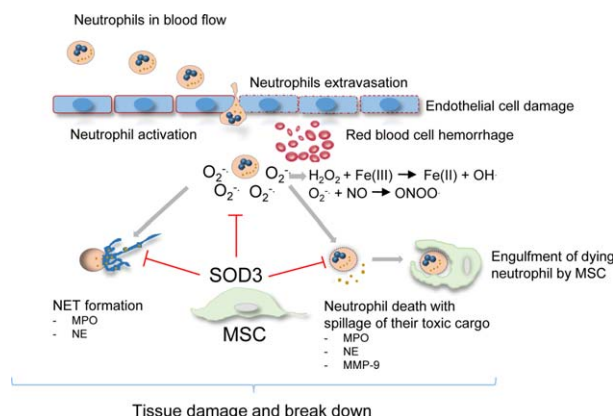 Neutrophils in blood flow
Neutrophils extravasation
Endothelial cell damage
Neutrophil activation
Red blood cell hemorrhage
O₂⁻· O₂⁻· H₂O₂ + Fe(III) → Fe(II) + OH·
O₂⁻· O₂⁻· O₂⁻· + NO → ONOO·
SOD3
MSC
NET formation
- MPO
- NE
Neutrophil death with
spillage of their toxic cargo
- MPO
- NE
- MMP-9
Engulfment of dying
neutrophil by MSC
Tissue damage and break down